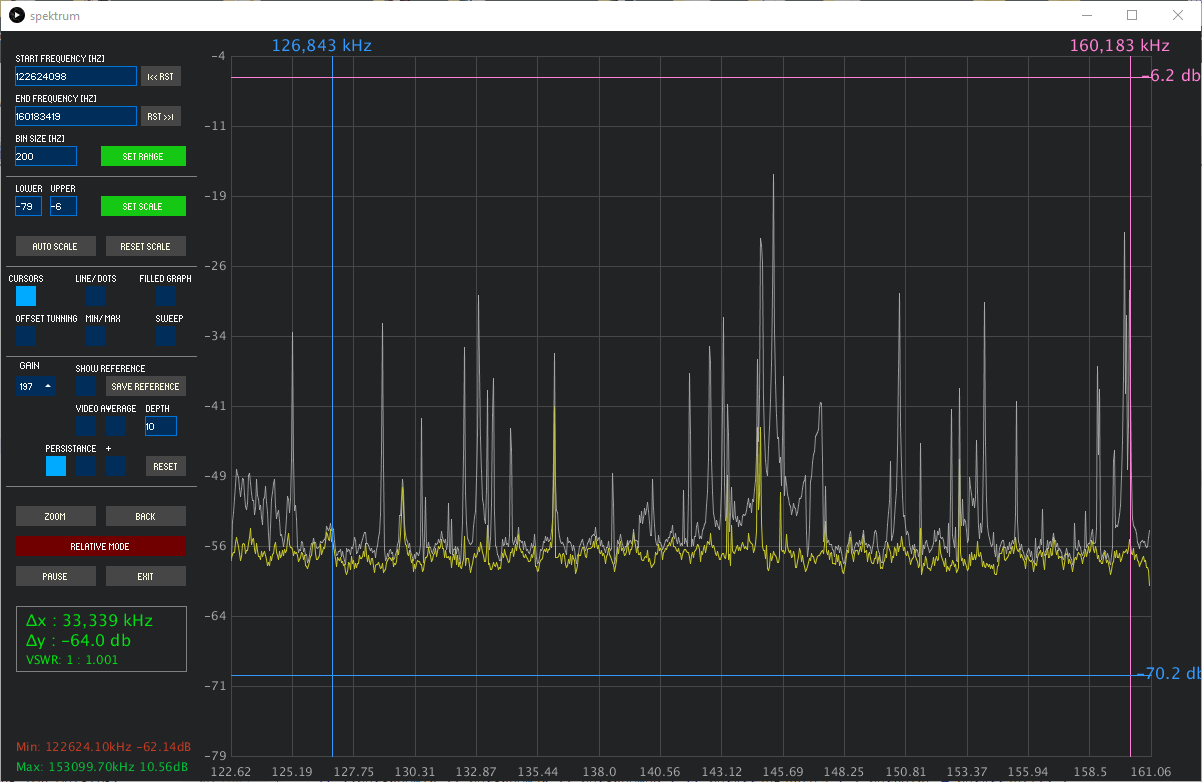 spektrum
START FREQUENCY [HZ]
122624098
|<< RST
END FREQUENCY [HZ]
160183419
RST >>|
BIN SIZE [HZ]
200
SET RANGE
LOWER UPPER
-79 -6
SET SCALE
AUTO SCALE
RESET SCALE
CURSORS LINE/DOTS FILLED GRAPH
OFFSET TUNNING MIN/MAX SWEEP
GAIN
SHOW REFERENCE
197
SAVE REFERENCE
VIDEO AVERAGE DEPTH
10
PERSISTANCE +
RESET
ZOOM
BACK
RELATIVE MODE
PAUSE
EXIT
Δx : 33,339 kHz
Δy : -64.0 db
VSWR: 1 : 1.001
Min: 122624.10kHz -62.14dB
Max: 153099.70kHz 10.56dB
126,843 kHz
160,183 kHz
-6.2 db
-70.2 db
-4
-11
-19
-26
-34
-41
-49
-56
-64
-71
-79
122.62 125.19 127.75 130.31 132.87 135.44 138.0 140.56 143.12 145.69 148.25 150.81 153.37 155.94 158.5 161.06